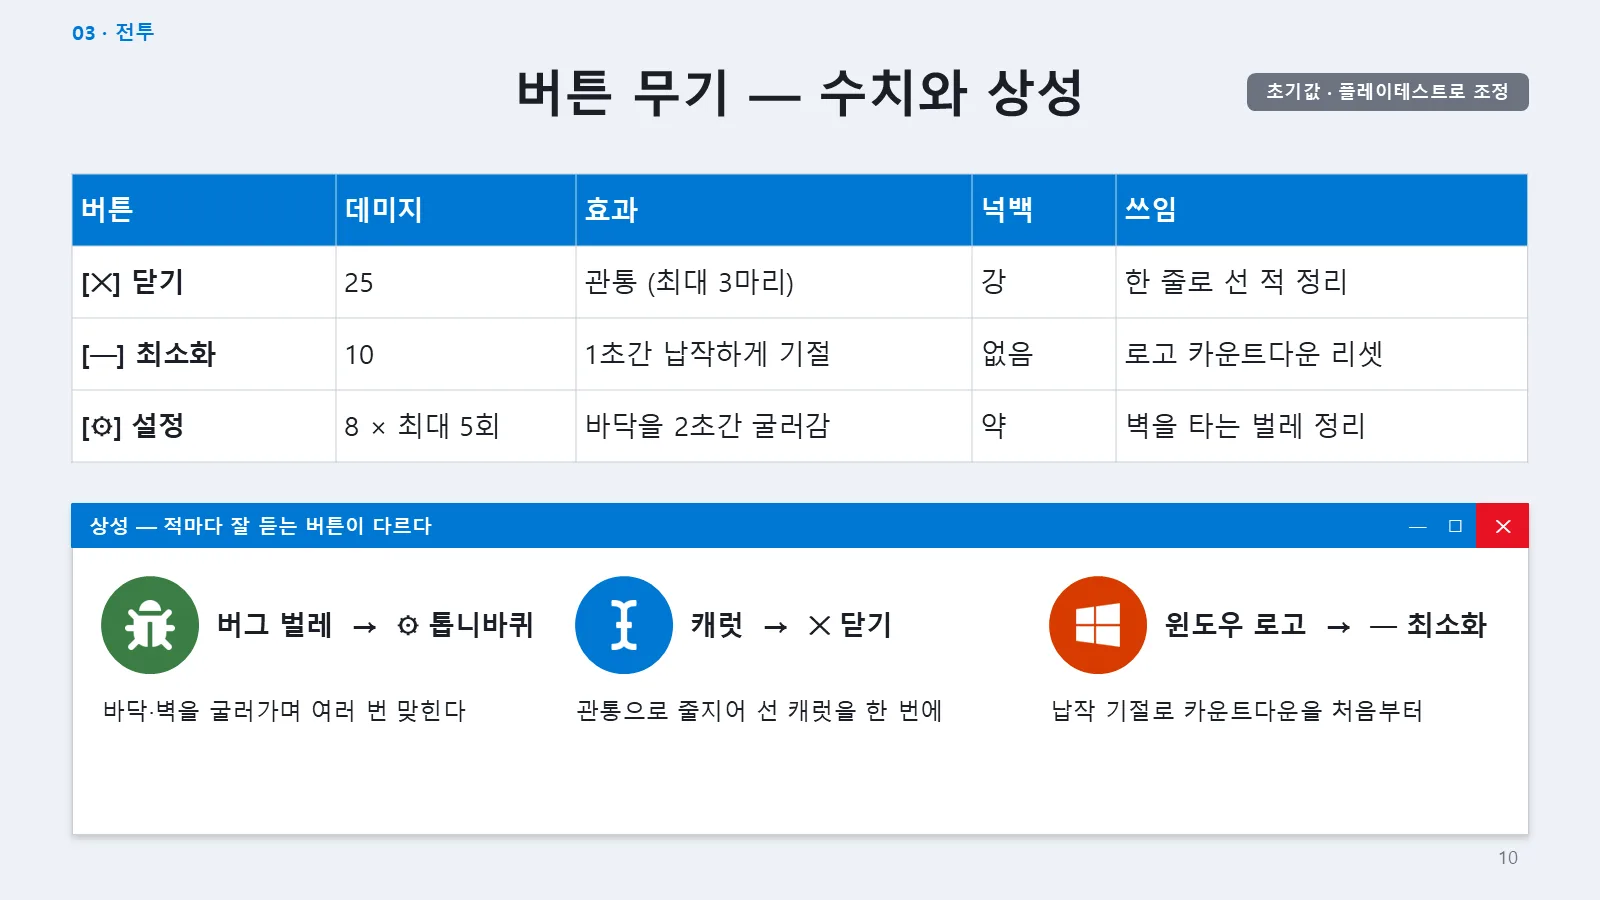 03 · 전투
버튼 무기 — 수치와 상성
초기값 · 플레이테스트로 조정
버튼 데미지 효과 넉백 쓰임
[✕] 닫기 25 관통 (최대 3마리) 강 한 줄로 선 적 정리
[—] 최소화 10 1초간 납작하게 기절 없음 로고 카운트다운 리셋
[⚙] 설정 8 × 최대 5회 바닥을 2초간 굴러감 약 벽을 타는 벌레 정리
상성 — 적마다 잘 듣는 버튼이 다르다
버그 벌레 → ⚙ 톱니바퀴
캐럿 → ✕ 닫기
윈도우 로고 → — 최소화
바닥·벽을 굴러가며 여러 번 맞힌다
관통으로 줄지어 선 캐럿을 한 번에
납작 기절로 카운트다운을 처음부터
10